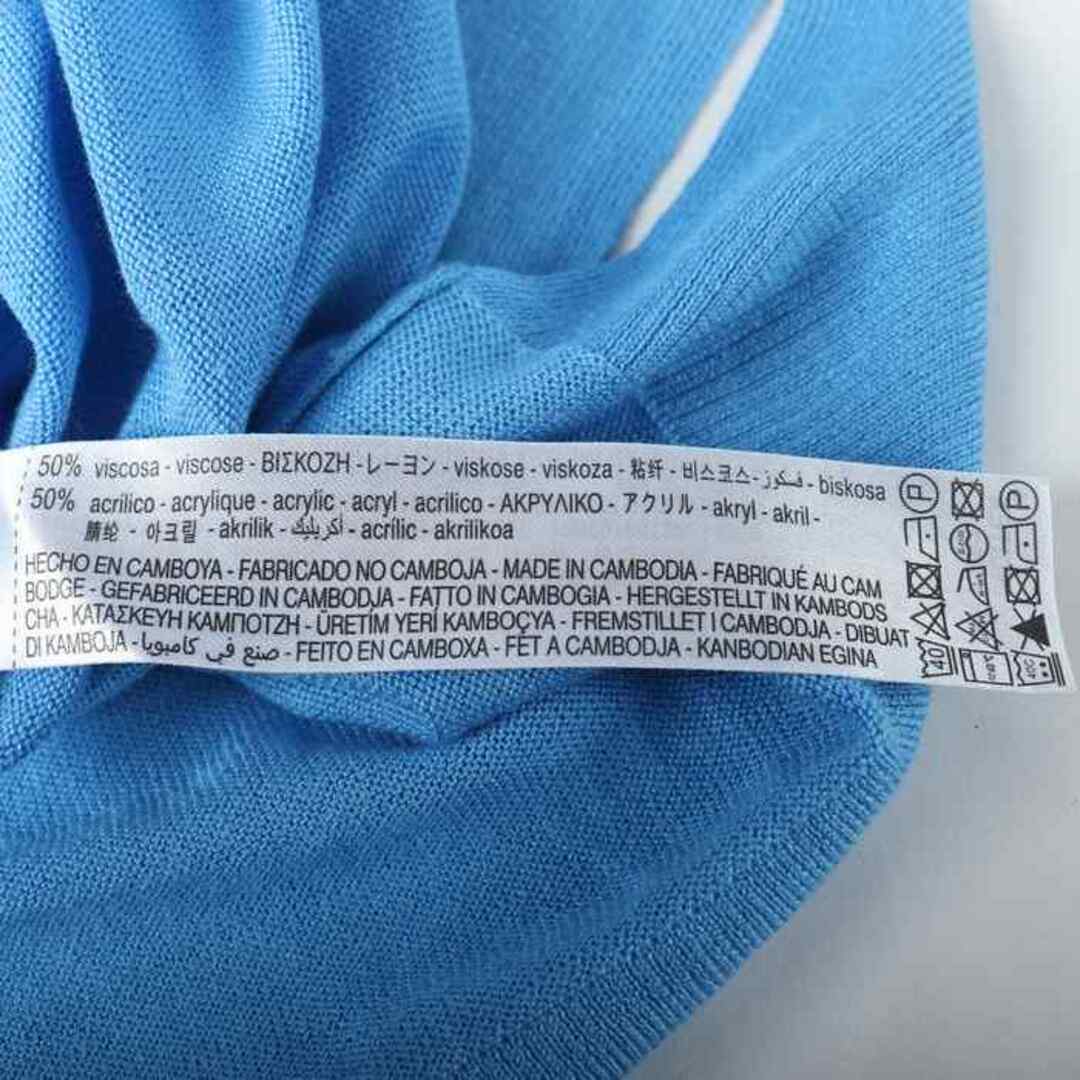 50% viscosa - viscose - ΒΙΣΚΟΖΗ - レーヨン - viskose - viskoza - 粘纤 - 비스코스 - فسكوز - biskosa
50% acrilico - acrylique - acrylic - acryl - acrilico - ΑΚΡΥΛΙΚΟ - アクリル - akryl - akril -
腈纶 - 아크릴 - akrilik - أكريليك - acrílic - akrilikoa
HECHO EN CAMBOYA - FABRICADO NO CAMBOJA - MADE IN CAMBODIA - FABRIQUÉ AU CAM
BODGE - GEFABRICEERD IN CAMBODJA - FATTO IN CAMBOGIA - HERGESTELLT IN KAMBODS
CHA - ΚΑΤΑΣΚΕΥΗ ΚΑΜΠΟΤΖΗ - ÜRETİM YERİ KAMBOÇYA - FREMSTILLET I CAMBODJA - DIBUAT
DI KAMBOJA - صنع في كامبوديا - FEITO EN CAMBOXA - FET A CAMBODJA - KANBODIAN EGINA
P P
40 40C